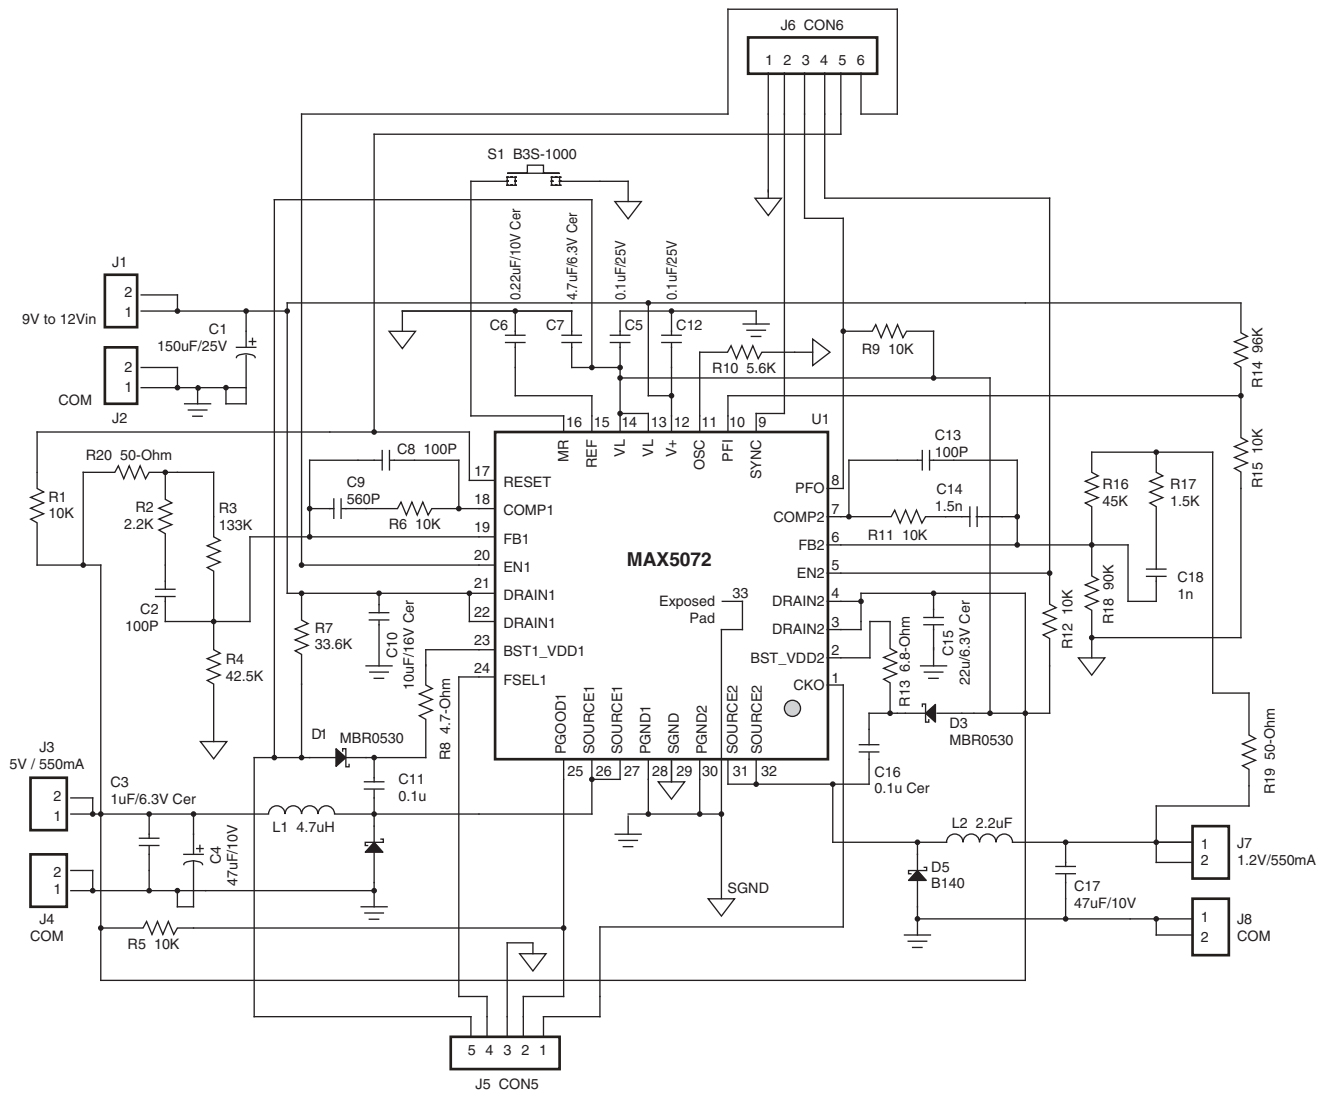 J6 CON6
1 2 3 4 5 6
S1 B3S-1000
0.22uF/10V Cer
4.7uF/6.3V Cer
0.1uF/25V
0.1uF/25V
J1
2
1
9V to 12Vin
C1
150uF/25V
+
2
1
COM
J2
C6
C7
C5
C12
R10 5.6K
R9 10K
R14 96K
R15 10K
16 15 14 13 12 11 10 9
U1
MR
REF
VL
VL
V+
OSC
PFI
SYNC
R20 50-Ohm
R1
10K
R2
2.2K
R3
133K
C2
100P
R4
42.5K
C8 100P
C9
560P
R6 10K
17
RESET
18
COMP1
19
FB1
20
EN1
21
DRAIN1
22
DRAIN1
23
BST1_VDD1
24
FSEL1
MAX5072
Exposed
Pad
33
8
PFO
7
COMP2
6
FB2
5
EN2
4
DRAIN2
3
DRAIN2
2
BST_VDD2
1
CKO
C13
100P
C14
1.5n
R11 10K
R16
45K
R17
1.5K
C18
1n
R18 90K
R12 10K
R7
33.6K
C10
10uF/16V Cer
R8 4.7-Ohm
R13 6.8-Ohm
C15
22u/6.3V Cer
D1
MBR0530
D3
MBR0530
PGOOD1
SOURCE1
SOURCE1
PGND1
SGND
PGND2
SOURCE2
SOURCE2
25 26 27 28 29 30 31 32
C11
0.1u
C16
0.1u Cer
R19 50-Ohm
J3
5V / 550mA
2
1
C3
1uF/6.3V Cer
L1 4.7uH
+
C4
47uF/10V
2
1
J4
COM
R5 10K
SGND
L2 2.2uF
D5
B140
C17
47uF/10V
1
2
J7
1.2V/550mA
1
2
J8
COM
5 4 3 2 1
J5 CON5